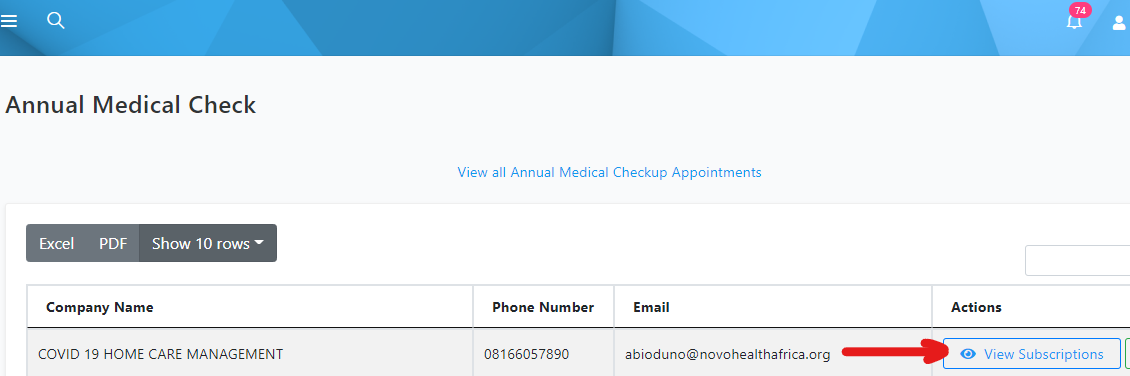 74
Annual Medical Check
View all Annual Medical Checkup Appointments
Excel PDF Show 10 rows
Company Name Phone Number Email Actions
COVID 19 HOME CARE MANAGEMENT 08166057890 abioduno@novohealthafrica.org View Subscriptions